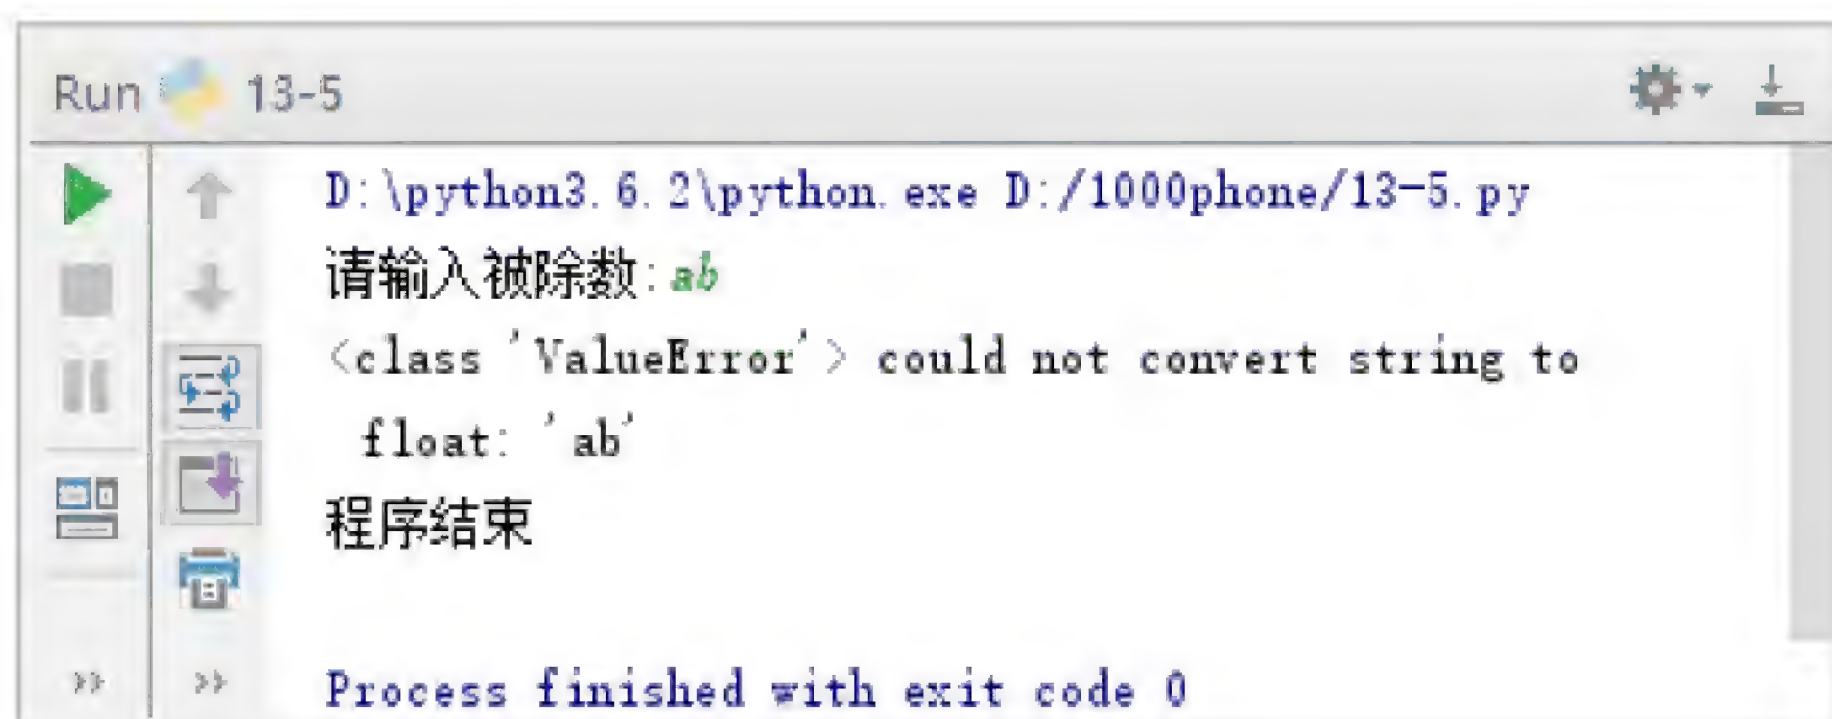 Run 13-5
D:\python3.6.2\python.exe D:/1000phone/13-5.py
请输入被除数:ab
<class 'ValueError'> could not convert string to
float: 'ab'
程序结束
Process finished with exit code 0